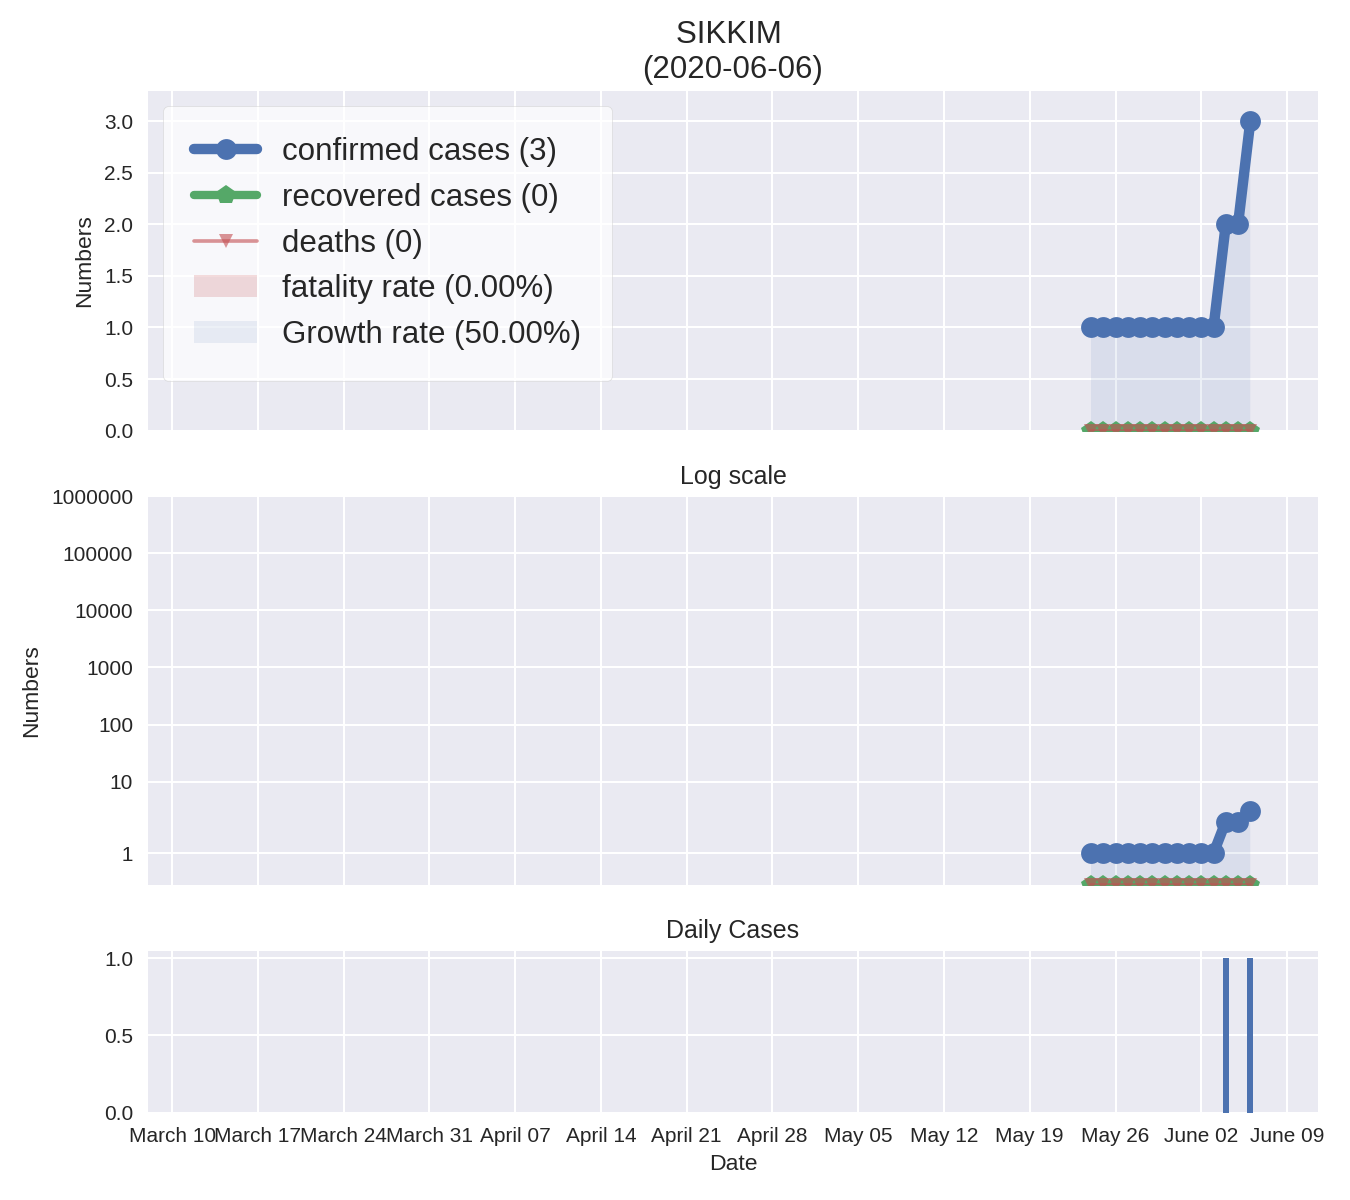 SIKKIM
(2020-06-06)
3.0
2.5
2.0
1.5
1.0
0.5
0.0
Numbers
confirmed cases (3)
recovered cases (0)
deaths (0)
fatality rate (0.00%)
Growth rate (50.00%)
Log scale
1000000
100000
10000
1000
100
10
1
Numbers
Daily Cases
1.0
0.5
0.0
March 10 March 17 March 24 March 31 April 07 April 14 April 21 April 28 May 05 May 12 May 19 May 26 June 02 June 09
Date